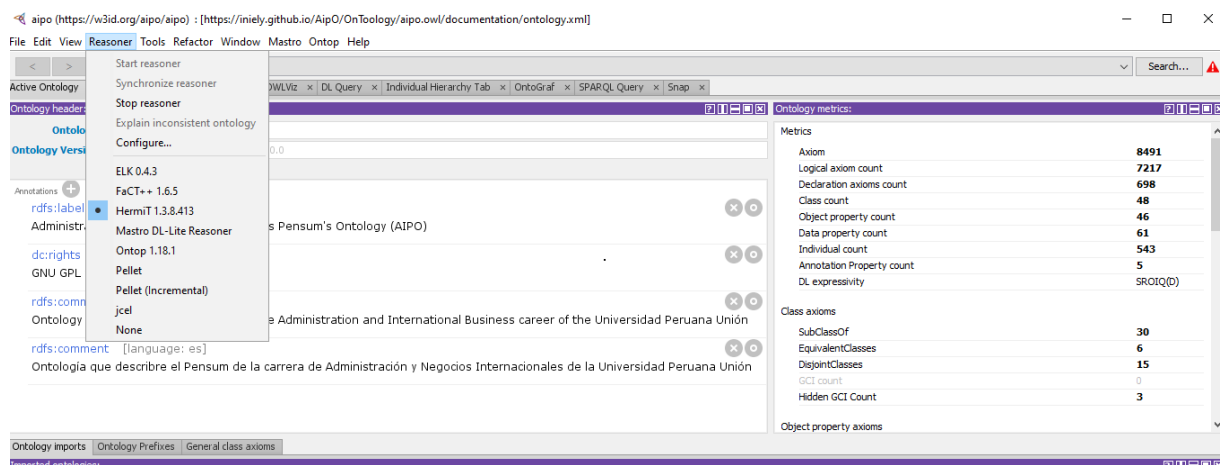 aipo (https://w3id.org/aipo/aipo) : [https://iniely.github.io/AipO/OnToology/aipo.owl/documentation/ontology.xml]
File Edit View Reasoner Tools Refactor Window Mastro Ontop Help
< >
Search...
Active Ontology
OWLViz × DL Query × Individual Hierarchy Tab × OntoGraf × SPARQL Query × Snap ×
Start reasoner
Synchronize reasoner
Stop reasoner
Explain inconsistent ontology
Configure...
ELK 0.4.3
FaCT++ 1.6.5
HermiT 1.3.8.413
Mastro DL-Lite Reasoner
Ontop 1.18.1
Pellet
Pellet (Incremental)
jcel
None
Ontology header:
Ontolo
Ontology Versi 0.0
Annotations
rdfs:label
Administr s Pensum's Ontology (AIPO)
dc:rights
GNU GPL
rdfs:comm
Ontology e Administration and International Business career of the Universidad Peruana Unión
rdfs:comment [language: es]
Ontología que describre el Pensum de la carrera de Administración y Negocios Internacionales de la Universidad Peruana Unión
Ontology metrics:
Metrics
Axiom 8491
Logical axiom count 7217
Declaration axioms count 698
Class count 48
Object property count 46
Data property count 61
Individual count 543
Annotation Property count 5
DL expressivity SROIQ(D)
Class axioms
SubClassOf 30
EquivalentClasses 6
DisjointClasses 15
GCI count 0
Hidden GCI Count 3
Object property axioms
Ontology imports Ontology Prefixes General class axioms
Imported ontologies: